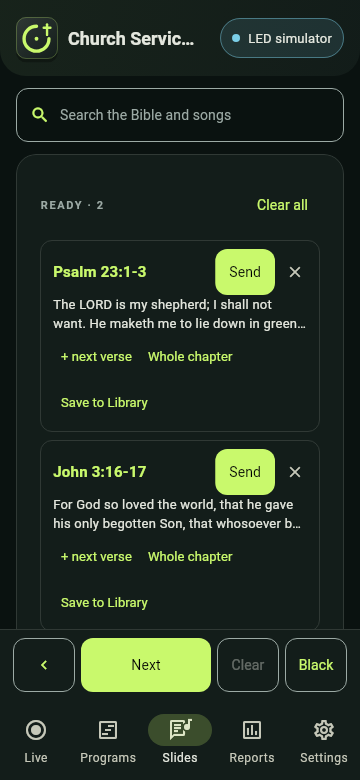 Church Servic…
LED simulator
Search the Bible and songs
READY · 2
Clear all
Psalm 23:1-3
Send
The LORD is my shepherd; I shall not
want. He maketh me to lie down in green…
+ next verse
Whole chapter
Save to Library
John 3:16-17
Send
For God so loved the world, that he gave
his only begotten Son, that whosoever b…
+ next verse
Whole chapter
Save to Library
Next
Clear
Black
Live
Programs
Slides
Reports
Settings